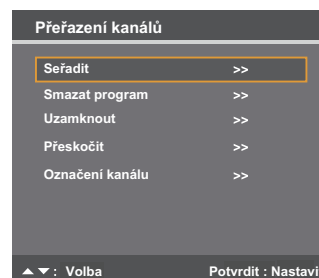 Přeřazení kanálů
Seřadit >>
Smazat program >>
Uzamknout >>
Přeskočit >>
Označení kanálu >>
▲▼: Volba Potvrdit : Nastavi